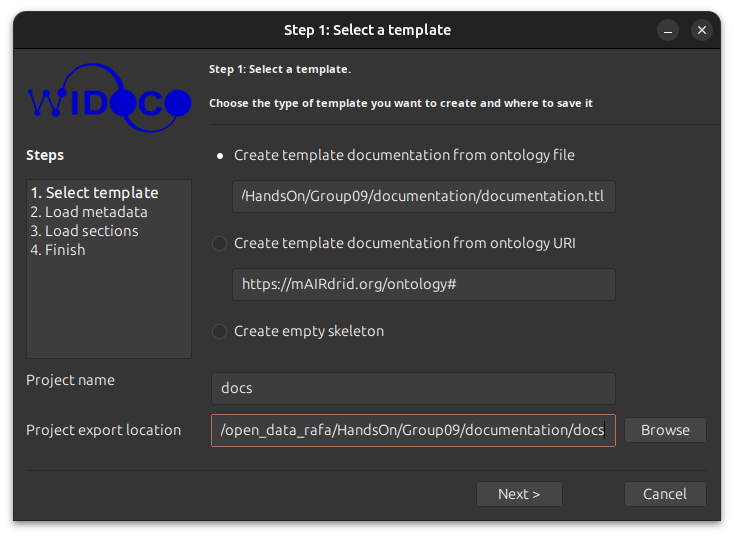 Step 1: Select a template
WIDOCO
Step 1: Select a template.
Choose the type of template you want to create and where to save it
Steps
1. Select template
2. Load metadata
3. Load sections
4. Finish
Create template documentation from ontology file
/HandsOn/Group09/documentation/documentation.ttl
Create template documentation from ontology URI
https://mAIRdrid.org/ontology#
Create empty skeleton
Project name
docs
Project export location
/open_data_rafa/HandsOn/Group09/documentation/docs
Browse
Next >
Cancel